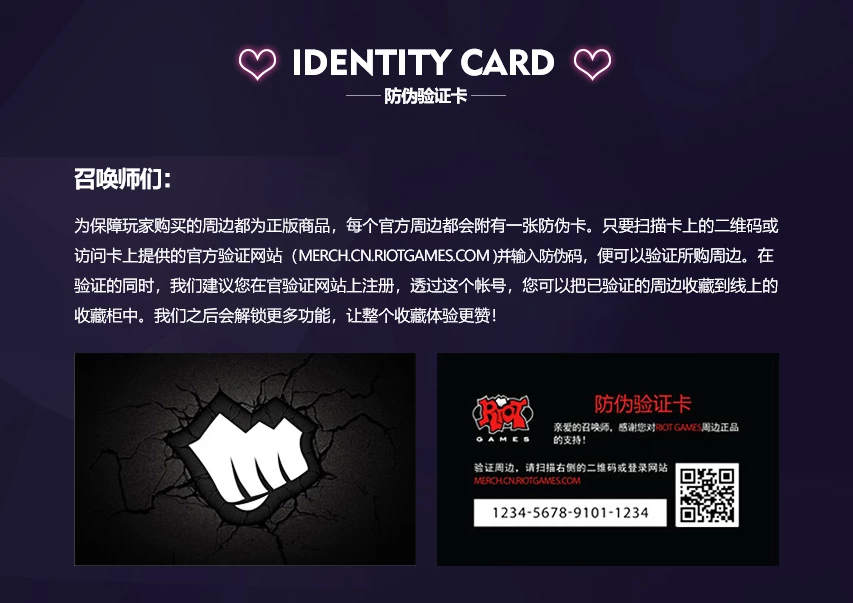 IDENTITY CARD
防伪验证卡
召唤师们：
为保障玩家购买的周边都为正版商品，每个官方周边都会附有一张防伪卡。只要扫描卡上的二维码或
访问卡上提供的官方验证网站（MERCH.CN.RIOTGAMES.COM )并输入防伪码，便可以验证所购周边。在
验证的同时，我们建议您在官验证网站上注册，透过这个帐号，您可以把已验证的周边收藏到线上的
收藏柜中。我们之后会解锁更多功能，让整个收藏体验更赞！
RIOT
GAMES
防伪验证卡
亲爱的召唤师，感谢您对RIOT GAMES周边正品
的支持！
验证周边，请扫描右侧的二维码或登录网站
MERCH.CN.RIOTGAMES.COM
1234-5678-9101-1234